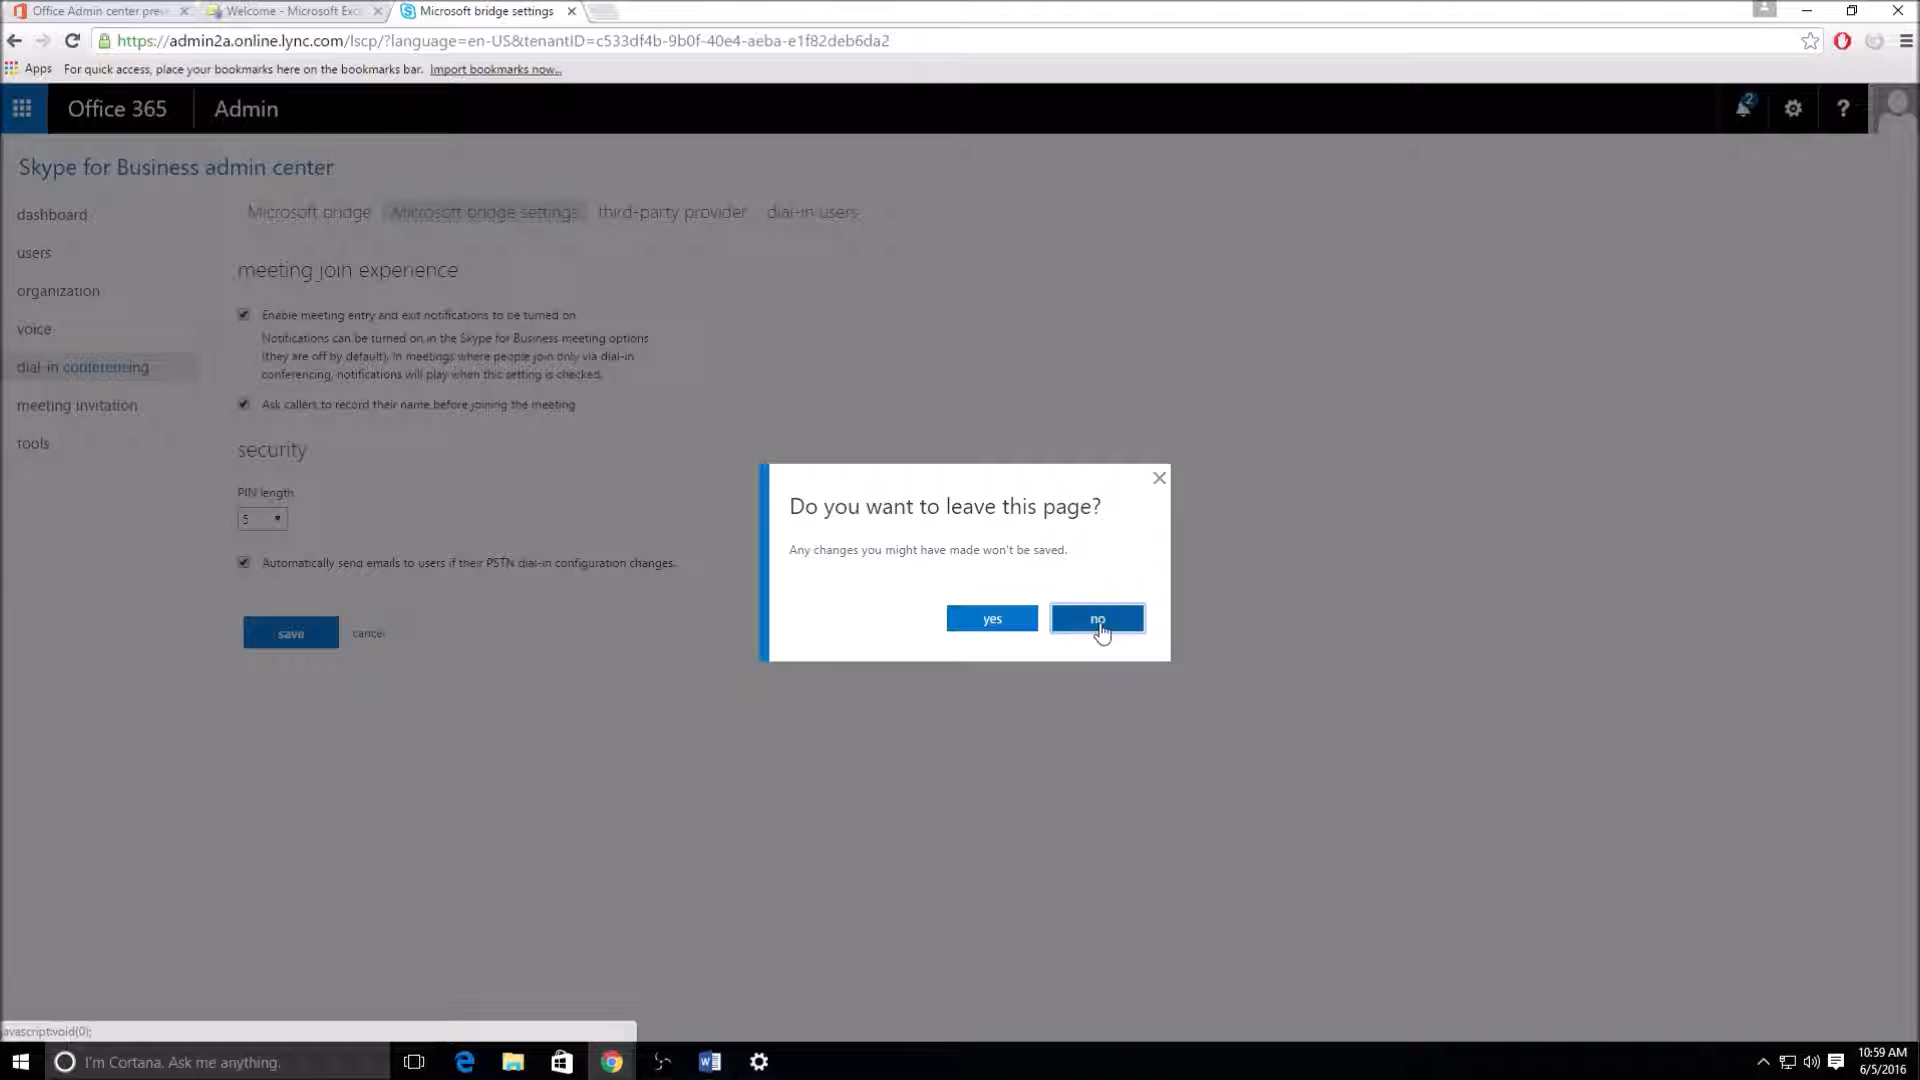 Office Admin center pre
Welcome - Microsoft Exc
Microsoft bridge settings
https://admin2a.online.lync.com/lscp/?language=en-US&tenantID=c533df4b-9b0f-40e4-aeba-e1f82deb6da2
Apps For quick access, place your bookmarks here on the bookmarks bar. Import bookmarks now...
Office 365 Admin
2
?
Skype for Business admin center
dashboard
users
organization
voice
dial-in conferencing
meeting invitation
tools
Microsoft bridge Microsoft bridge settings third-party provider dial-in users
meeting join experience
Enable meeting entry and exit notifications to be turned on
Notifications can be turned on in the Skype for Business meeting options
(they are off by default). In meetings where people join only via dial-in
conferencing, notifications will play when this setting is checked.
Ask callers to record their name before joining the meeting
security
PIN length
5
Automatically send emails to users if their PSTN dial-in configuration changes.
save cancel
Do you want to leave this page?
Any changes you might have made won't be saved.
yes no
javascript:void(0);
I'm Cortana. Ask me anything.
10:59 AM
6/5/2016